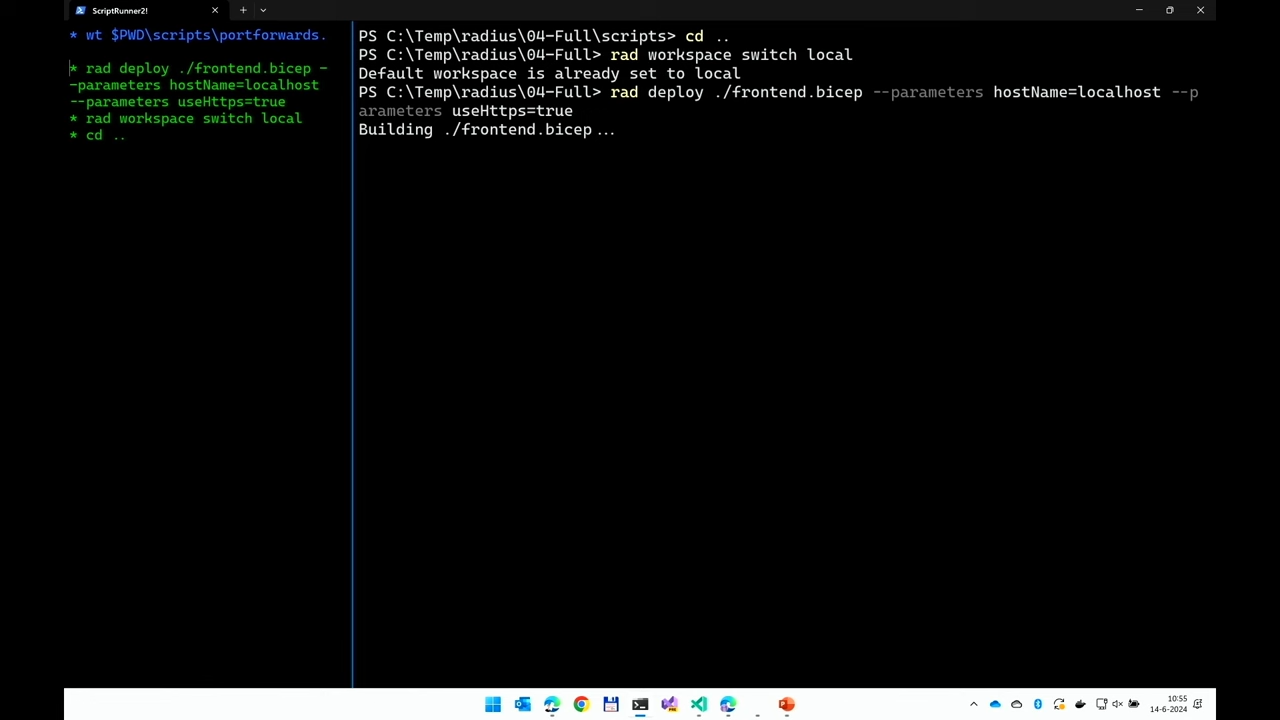 ScriptRunner2!
* wt $PWD\scripts\portforwards.
* rad deploy ./frontend.bicep -
-parameters hostName=localhost
--parameters useHttps=true
* rad workspace switch local
* cd ..
PS C:\Temp\radius\04-Full\scripts> cd ..
PS C:\Temp\radius\04-Full> rad workspace switch local
Default workspace is already set to local
PS C:\Temp\radius\04-Full> rad deploy ./frontend.bicep --parameters hostName=localhost --p
arameters useHttps=true
Building ./frontend.bicep...
10:55
14-6-2024